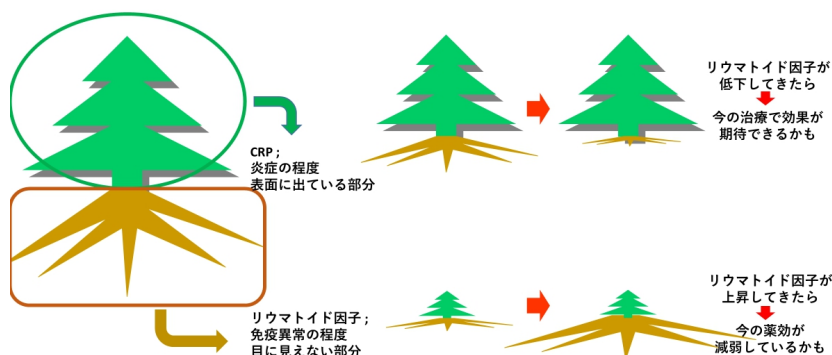 CRP；
炎症の程度
表面に出ている部分
リウマトイド因子；
免疫異常の程度
目に見えない部分
リウマトイド因子が
低下してきたら
今の治療で効果が
期待できるかも
リウマトイド因子が
上昇してきたら
今の薬効が
減弱しているかも